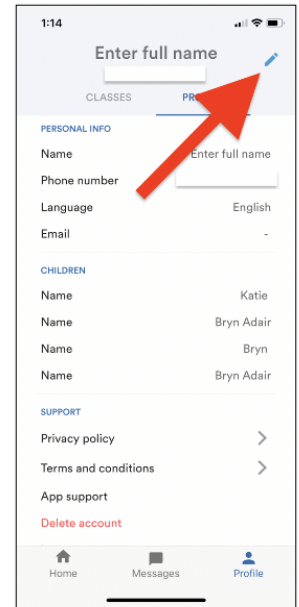 1:14
Enter full name
CLASSES
PERSONAL INFO
Name Enter full name
Phone number
Language English
Email -
CHILDREN
Name Katie
Name Bryn Adair
Name Bryn
Name Bryn Adair
SUPPORT
Privacy policy
Terms and conditions
App support
Delete account
Home Messages Profile